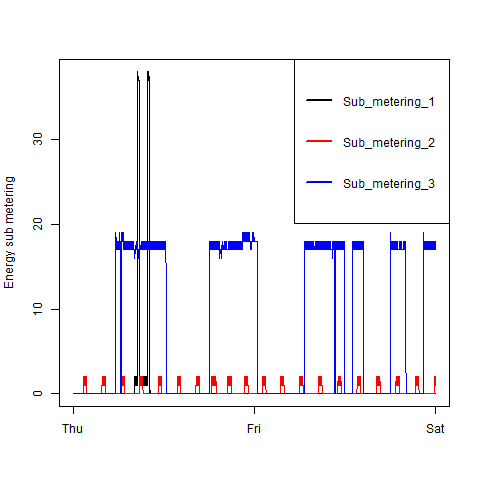 Sub_metering_1
Sub_metering_2
Sub_metering_3
Energy sub metering
30
20
10
0
Thu
Fri
Sat